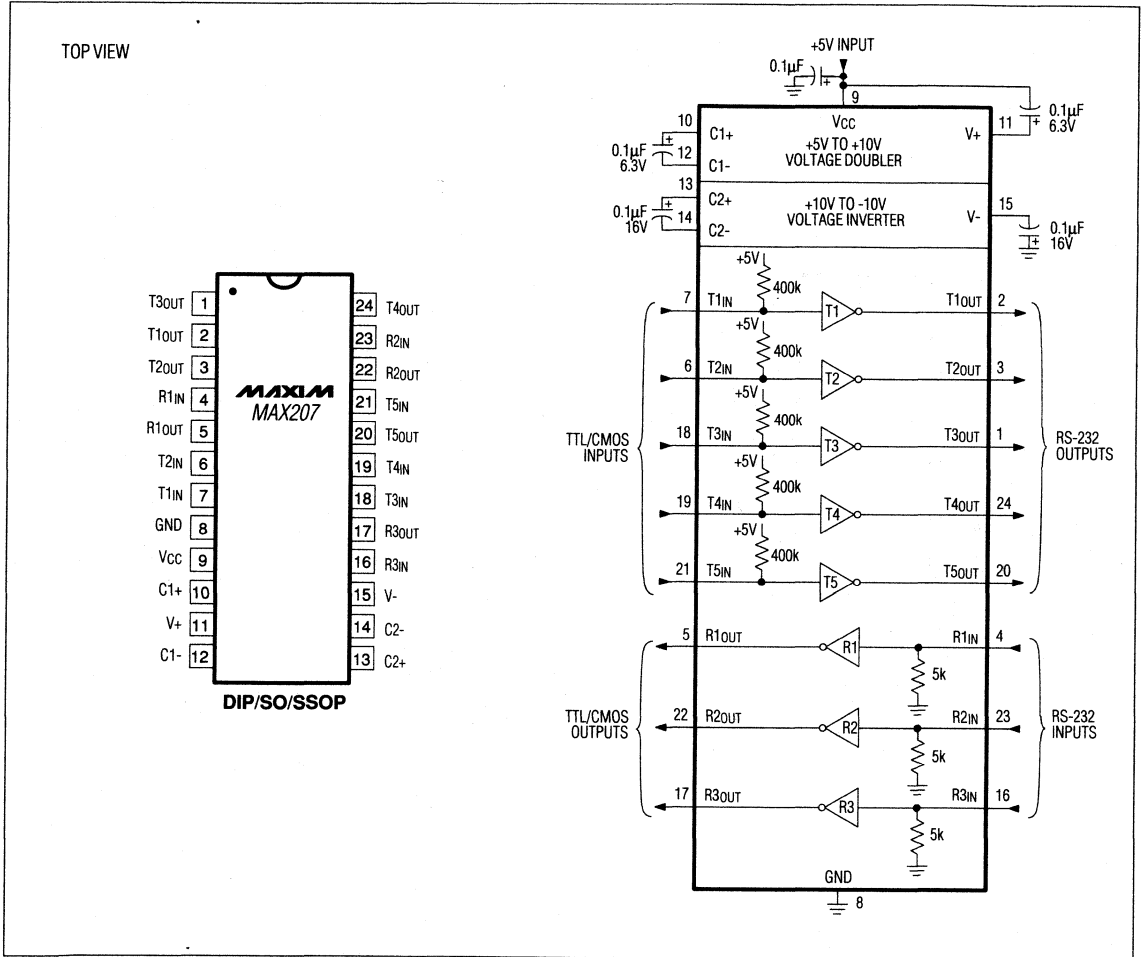 TOP VIEW
T3OUT 1
T1OUT 2
T2OUT 3
R1IN 4
R1OUT 5
T2IN 6
T1IN 7
GND 8
VCC 9
C1+ 10
V+ 11
C1- 12
MAXIM
MAX207
24 T4OUT
23 R2IN
22 R2OUT
21 T5IN
20 T5OUT
19 T4IN
18 T3IN
17 R3OUT
16 R3IN
15 V-
14 C2-
13 C2+
DIP/SO/SSOP
+5V INPUT
0.1µF +
9
10 C1+ VCC V+ 11
+5V TO +10V
VOLTAGE DOUBLER
0.1µF +
6.3V
12 C1-
+ 0.1µF
6.3V
13 C2+
+10V TO -10V
VOLTAGE INVERTER
V- 15
0.1µF +
16V
14 C2-
+ 0.1µF
16V
+5V
400k
7 T1IN T1 T1OUT 2
+5V
400k
6 T2IN T2 T2OUT 3
+5V
400k
18 T3IN T3 T3OUT 1
TTL/CMOS
INPUTS
RS-232
OUTPUTS
+5V
400k
19 T4IN T4 T4OUT 24
+5V
400k
21 T5IN T5 T5OUT 20
5 R1OUT R1 R1IN 4
5k
22 R2OUT R2 R2IN 23
TTL/CMOS
OUTPUTS
RS-232
INPUTS
5k
17 R3OUT R3 R3IN 16
5k
GND
8